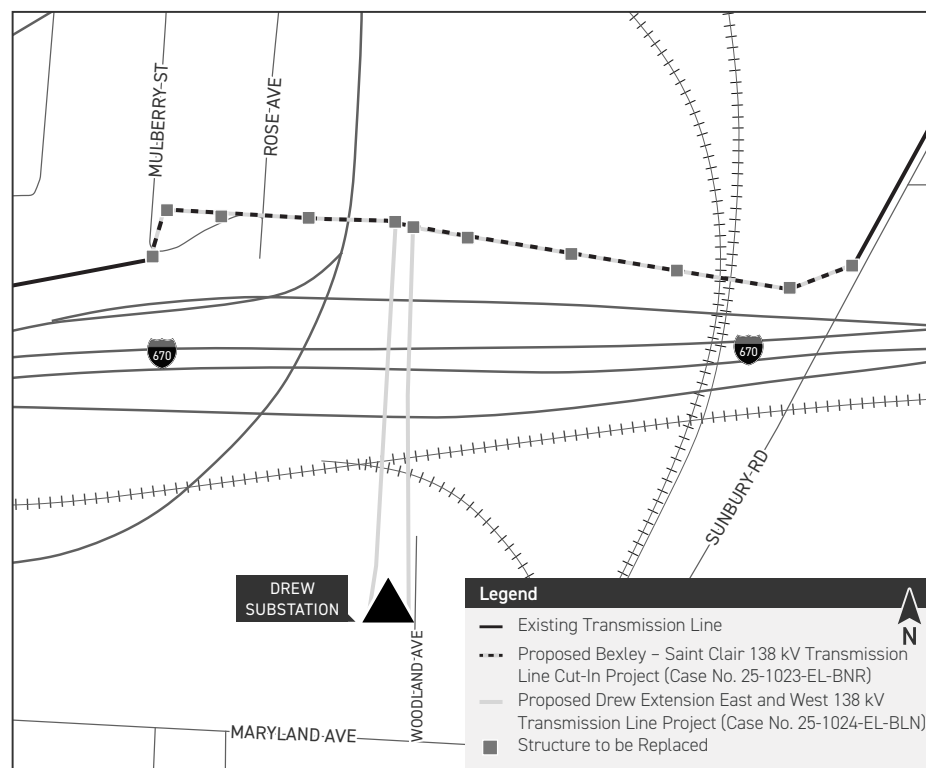 MULBERRY ST
ROSE AVE
670
670
SUNBURY RD
DREW
SUBSTATION
WOODLAND AVE
MARYLAND AVE
Legend
N
Existing Transmission Line
Proposed Bexley – Saint Clair 138 kV Transmission
Line Cut-In Project (Case No. 25-1023-EL-BNR)
Proposed Drew Extension East and West 138 kV
Transmission Line Project (Case No. 25-1024-EL-BLN)
Structure to be Replaced